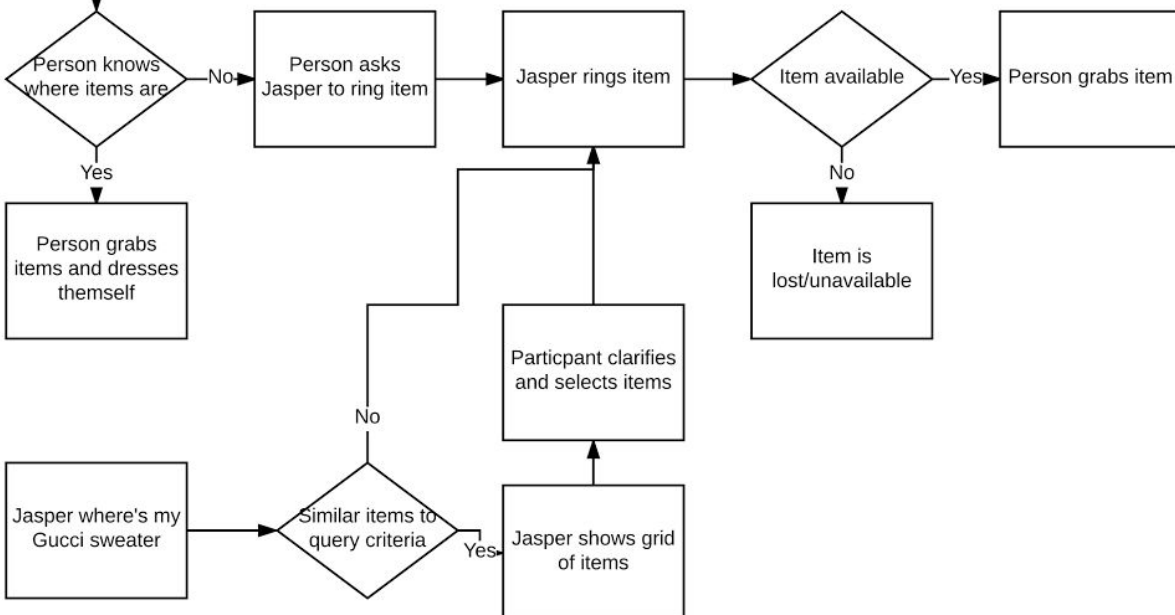 Person knows
where items are
No
Person asks
Jasper to ring item
Jasper rings item
Item available
Yes
Person grabs item
Yes
No
Person grabs
items and dresses
themself
Item is
lost/unavailable
Particpant clarifies
and selects items
No
Jasper where's my
Gucci sweater
Similar items to
query criteria
Yes
Jasper shows grid
of items